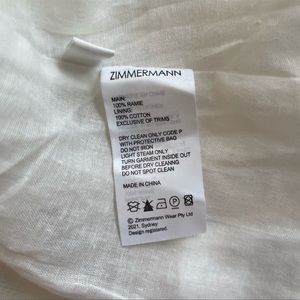 ZIMMERMANN
MAIN:
100% RAMIE
LINING:
100% COTTON
EXCLUSIVE OF TRIMS
DRY CLEAN ONLY CODE P
WITH PROTECTIVE BAG
DO NOT IRON
LIGHT STEAM ONLY
TURN GARMENT INSIDE OUT
BEFORE DRY CLEANING
DO NOT SPOT CLEAN
MADE IN CHINA
P
© Zimmermann Wear Pty Ltd
2021, Sydney
Design registered.